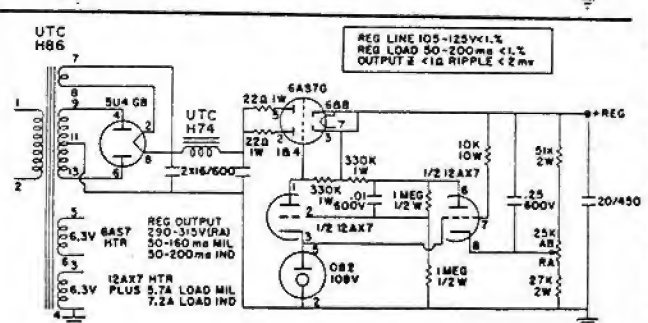 UTC
H86
REG LINE 105-125V<1.%
REG LOAD 50-200ma <1.%
OUTPUT Z <1Ω RIPPLE < 2mv
7
8
9
11
13
1
2
5U4 GB
4
2
6
8
UTC
H74
2x16/600
22Ω 1W
22Ω
1W
6AS7G
5
2
6&8
7
3
1&4
330K
1W
330K
1W
.01
600V
1/2 12AX7
1
2
3
1/2 12AX7
6
7
8
1 MEG
1/2 W
1 MEG
1/2W
10K
10W
.25
600V
51K
2W
25K
AB
RA
27K
2W
+REG
20/450
5
6.3V
6AS7
HTR
6
3
6.3V
4
12AX7 HTR
PLUS 5.7A LOAD MIL
7.2A LOAD IND
REG OUTPUT
290-315V(RA)
50-160 ma MIL
50-200ma IND
5
OB2
108V
2